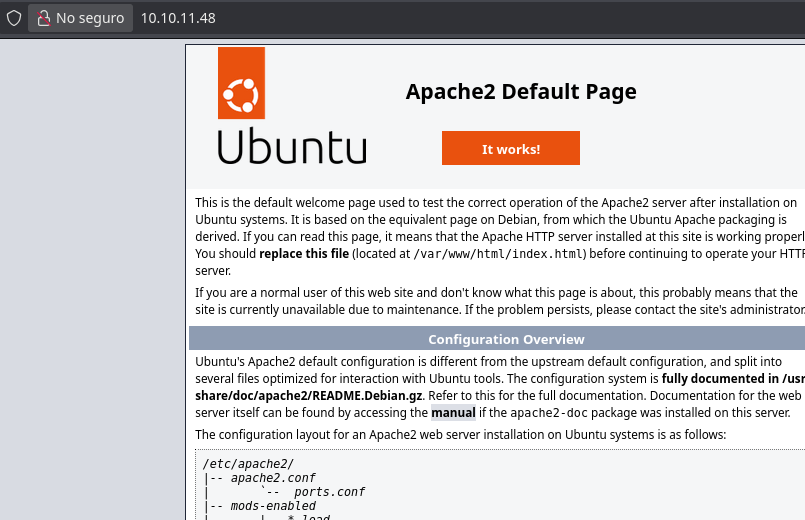 No seguro 10.10.11.48
Apache2 Default Page
Ubuntu
It works!
This is the default welcome page used to test the correct operation of the Apache2 server after installation on
Ubuntu systems. It is based on the equivalent page on Debian, from which the Ubuntu Apache packaging is
derived. If you can read this page, it means that the Apache HTTP server installed at this site is working properl
You should replace this file (located at /var/www/html/index.html) before continuing to operate your HTTP
server.
If you are a normal user of this web site and don't know what this page is about, this probably means that the
site is currently unavailable due to maintenance. If the problem persists, please contact the site's administrator.
Configuration Overview
Ubuntu's Apache2 default configuration is different from the upstream default configuration, and split into
several files optimized for interaction with Ubuntu tools. The configuration system is fully documented in /usr
share/doc/apache2/README.Debian.gz. Refer to this for the full documentation. Documentation for the web
server itself can be found by accessing the manual if the apache2-doc package was installed on this server.
The configuration layout for an Apache2 web server installation on Ubuntu systems is as follows:
/etc/apache2/
|-- apache2.conf
|       `--  ports.conf
|-- mods-enabled
|       |-- *.load